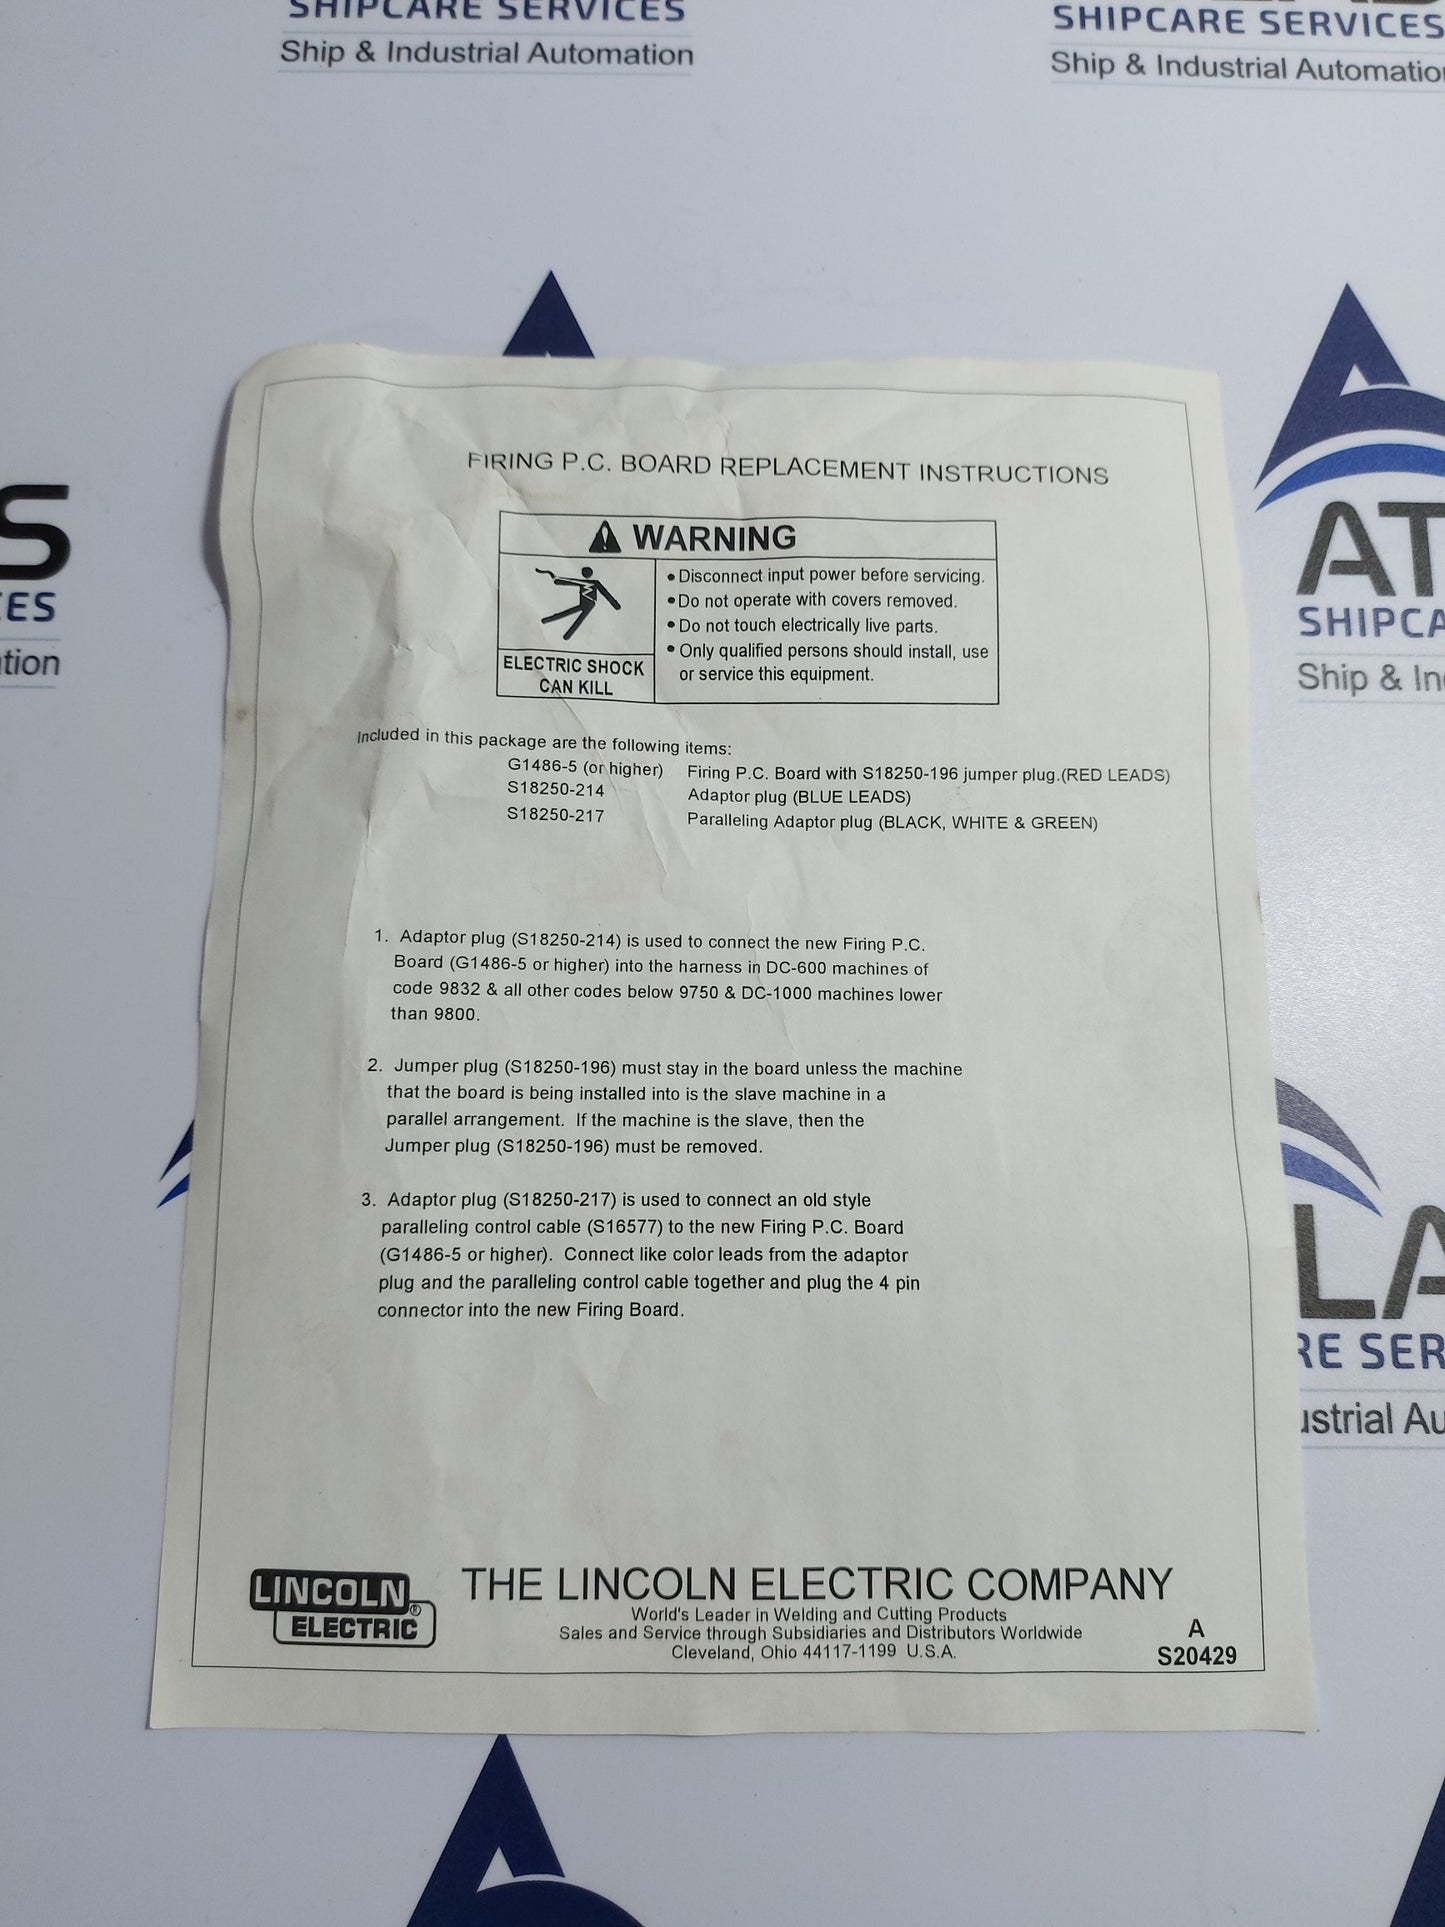 SHIPCARE SERVICES
Ship & Industrial Automation
SHIPCARE SERVICES
Ship & Industrial Automation
FIRING P.C. BOARD REPLACEMENT INSTRUCTIONS
WARNING
• Disconnect input power before servicing.
• Do not operate with covers removed.
• Do not touch electrically live parts.
• Only qualified persons should install, use
or service this equipment.
ELECTRIC SHOCK
CAN KILL
Included in this package are the following items:
G1486-5 (or higher) Firing P.C. Board with S18250-196 jumper plug.(RED LEADS)
S18250-214 Adaptor plug (BLUE LEADS)
S18250-217 Paralleling Adaptor plug (BLACK, WHITE & GREEN)
1. Adaptor plug (S18250-214) is used to connect the new Firing P.C.
Board (G1486-5 or higher) into the harness in DC-600 machines of
code 9832 & all other codes below 9750 & DC-1000 machines lower
than 9800.
2. Jumper plug (S18250-196) must stay in the board unless the machine
that the board is being installed into is the slave machine in a
parallel arrangement. If the machine is the slave, then the
Jumper plug (S18250-196) must be removed.
3. Adaptor plug (S18250-217) is used to connect an old style
paralleling control cable (S16577) to the new Firing P.C. Board
(G1486-5 or higher). Connect like color leads from the adaptor
plug and the paralleling control cable together and plug the 4 pin
connector into the new Firing Board.
LINCOLN ®
ELECTRIC
THE LINCOLN ELECTRIC COMPANY
World's Leader in Welding and Cutting Products
Sales and Service through Subsidiaries and Distributors Worldwide
Cleveland, Ohio 44117-1199 U.S.A.
A
S20429
S
CES
ation
AT
SHIPCA
Ship & In
LA
RE SER
ustrial Au